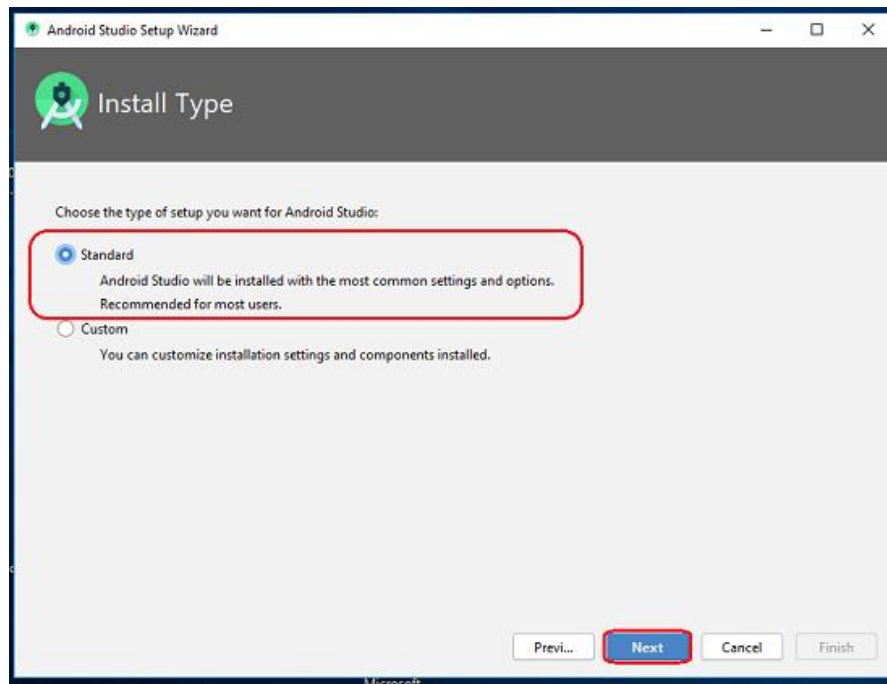 Android Studio Setup Wizard
Install Type
Choose the type of setup you want for Android Studio:
Standard
Android Studio will be installed with the most common settings and options.
Recommended for most users.
Custom
You can customize installation settings and components installed.
Previ... Next Cancel Finish
Microsoft